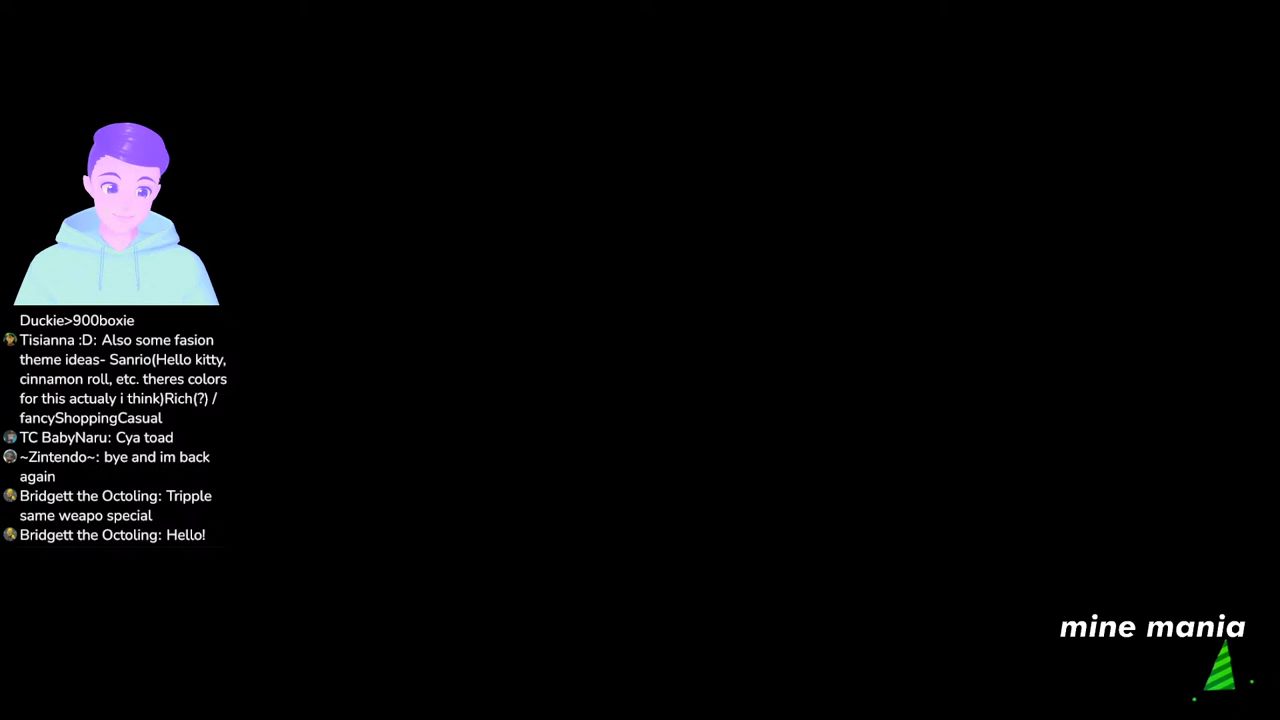 Duckie>900boxie
Tisianna :D: Also some fasion
theme ideas- Sanrio(Hello kitty,
cinnamon roll, etc. theres colors
for this actualy i think)Rich(?) /
fancyShoppingCasual
TC BabyNaru: Cya toad
~Zintendo~: bye and im back
again
Bridgett the Octoling: Tripple
same weapo special
Bridgett the Octoling: Hello!
mine mania